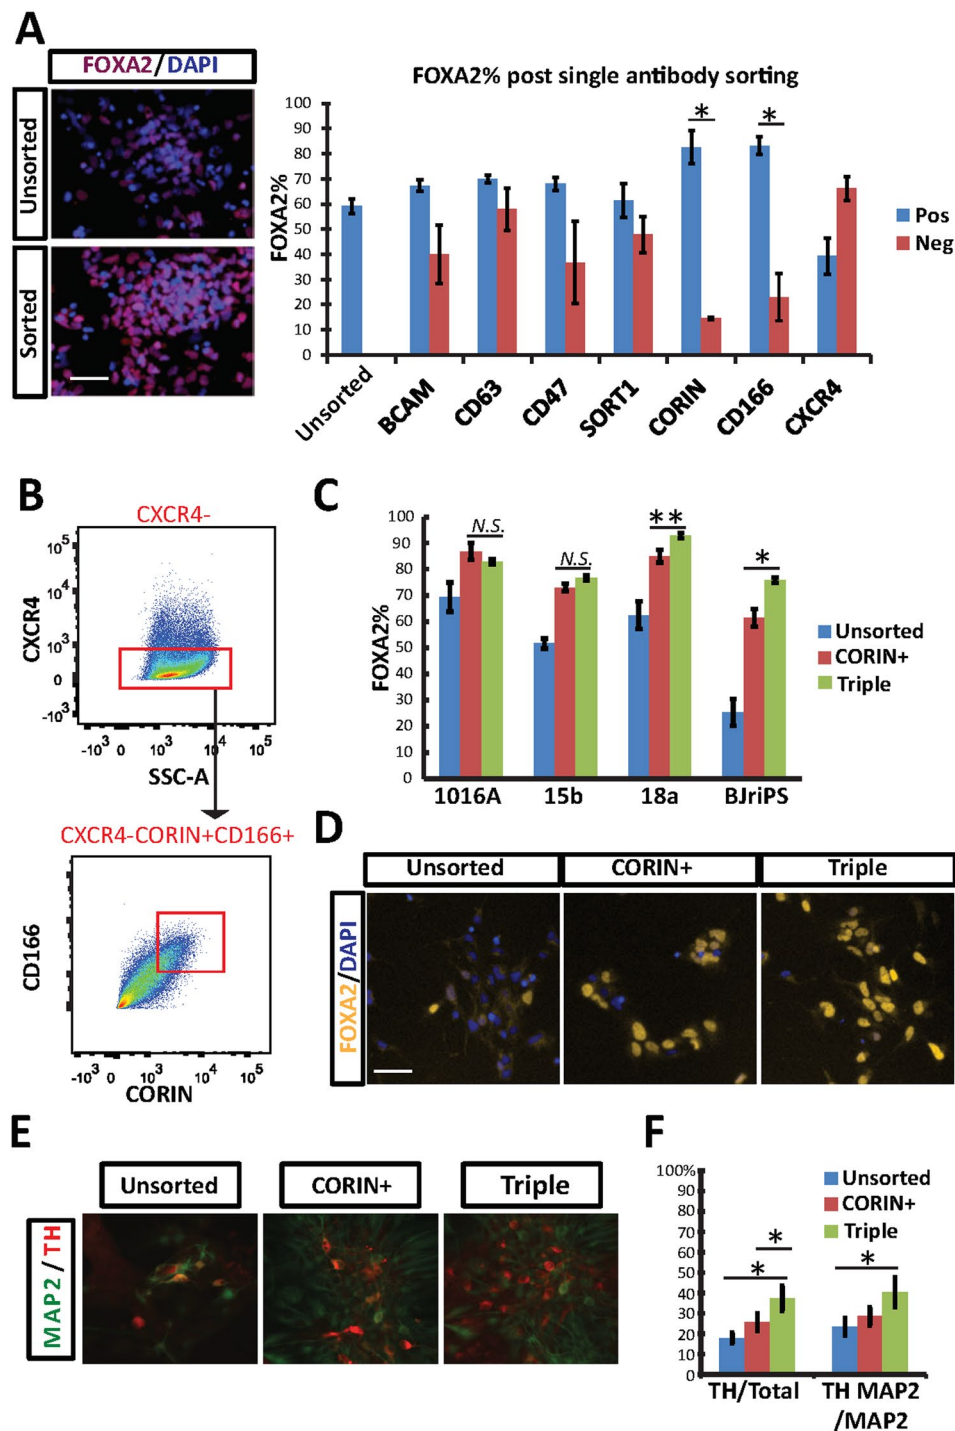 A
FOXA2/DAPI
Unsorted
Sorted
FOXA2% post single antibody sorting
FOXA2%
100
90
80
70
60
50
40
30
20
10
0
* *
Pos
Neg
Unsorted
BCAM
CD63
CD47
SORT1
CORIN
CD166
CXCR4
B
CXCR4-
CXCR4
10^5
10^4
10^3
0
-10^3
-10^3 0 10^3 10^4 10^5
SSC-A
CXCR4-CORIN+CD166+
CD166
-10^3 0 10^3 10^4 10^5
CORIN
C
FOXA2%
100
90
80
70
60
50
40
30
20
10
0
N.S.
N.S.
**
*
Unsorted
CORIN+
Triple
1016A 15b 18a BJriPS
D
Unsorted CORIN+ Triple
FOXA2/DAPI
E
Unsorted CORIN+ Triple
MAP2 / TH
F
100%
90
80
70
60
50
40
30
20
10
0
Unsorted
CORIN+
Triple
*
*
*
TH/Total
TH MAP2
/MAP2